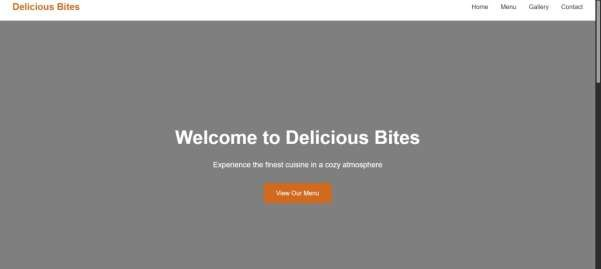 Delicious Bites
Home Menu Gallery Contact
Welcome to Delicious Bites
Experience the finest cuisine in a cozy atmosphere
View Our Menu